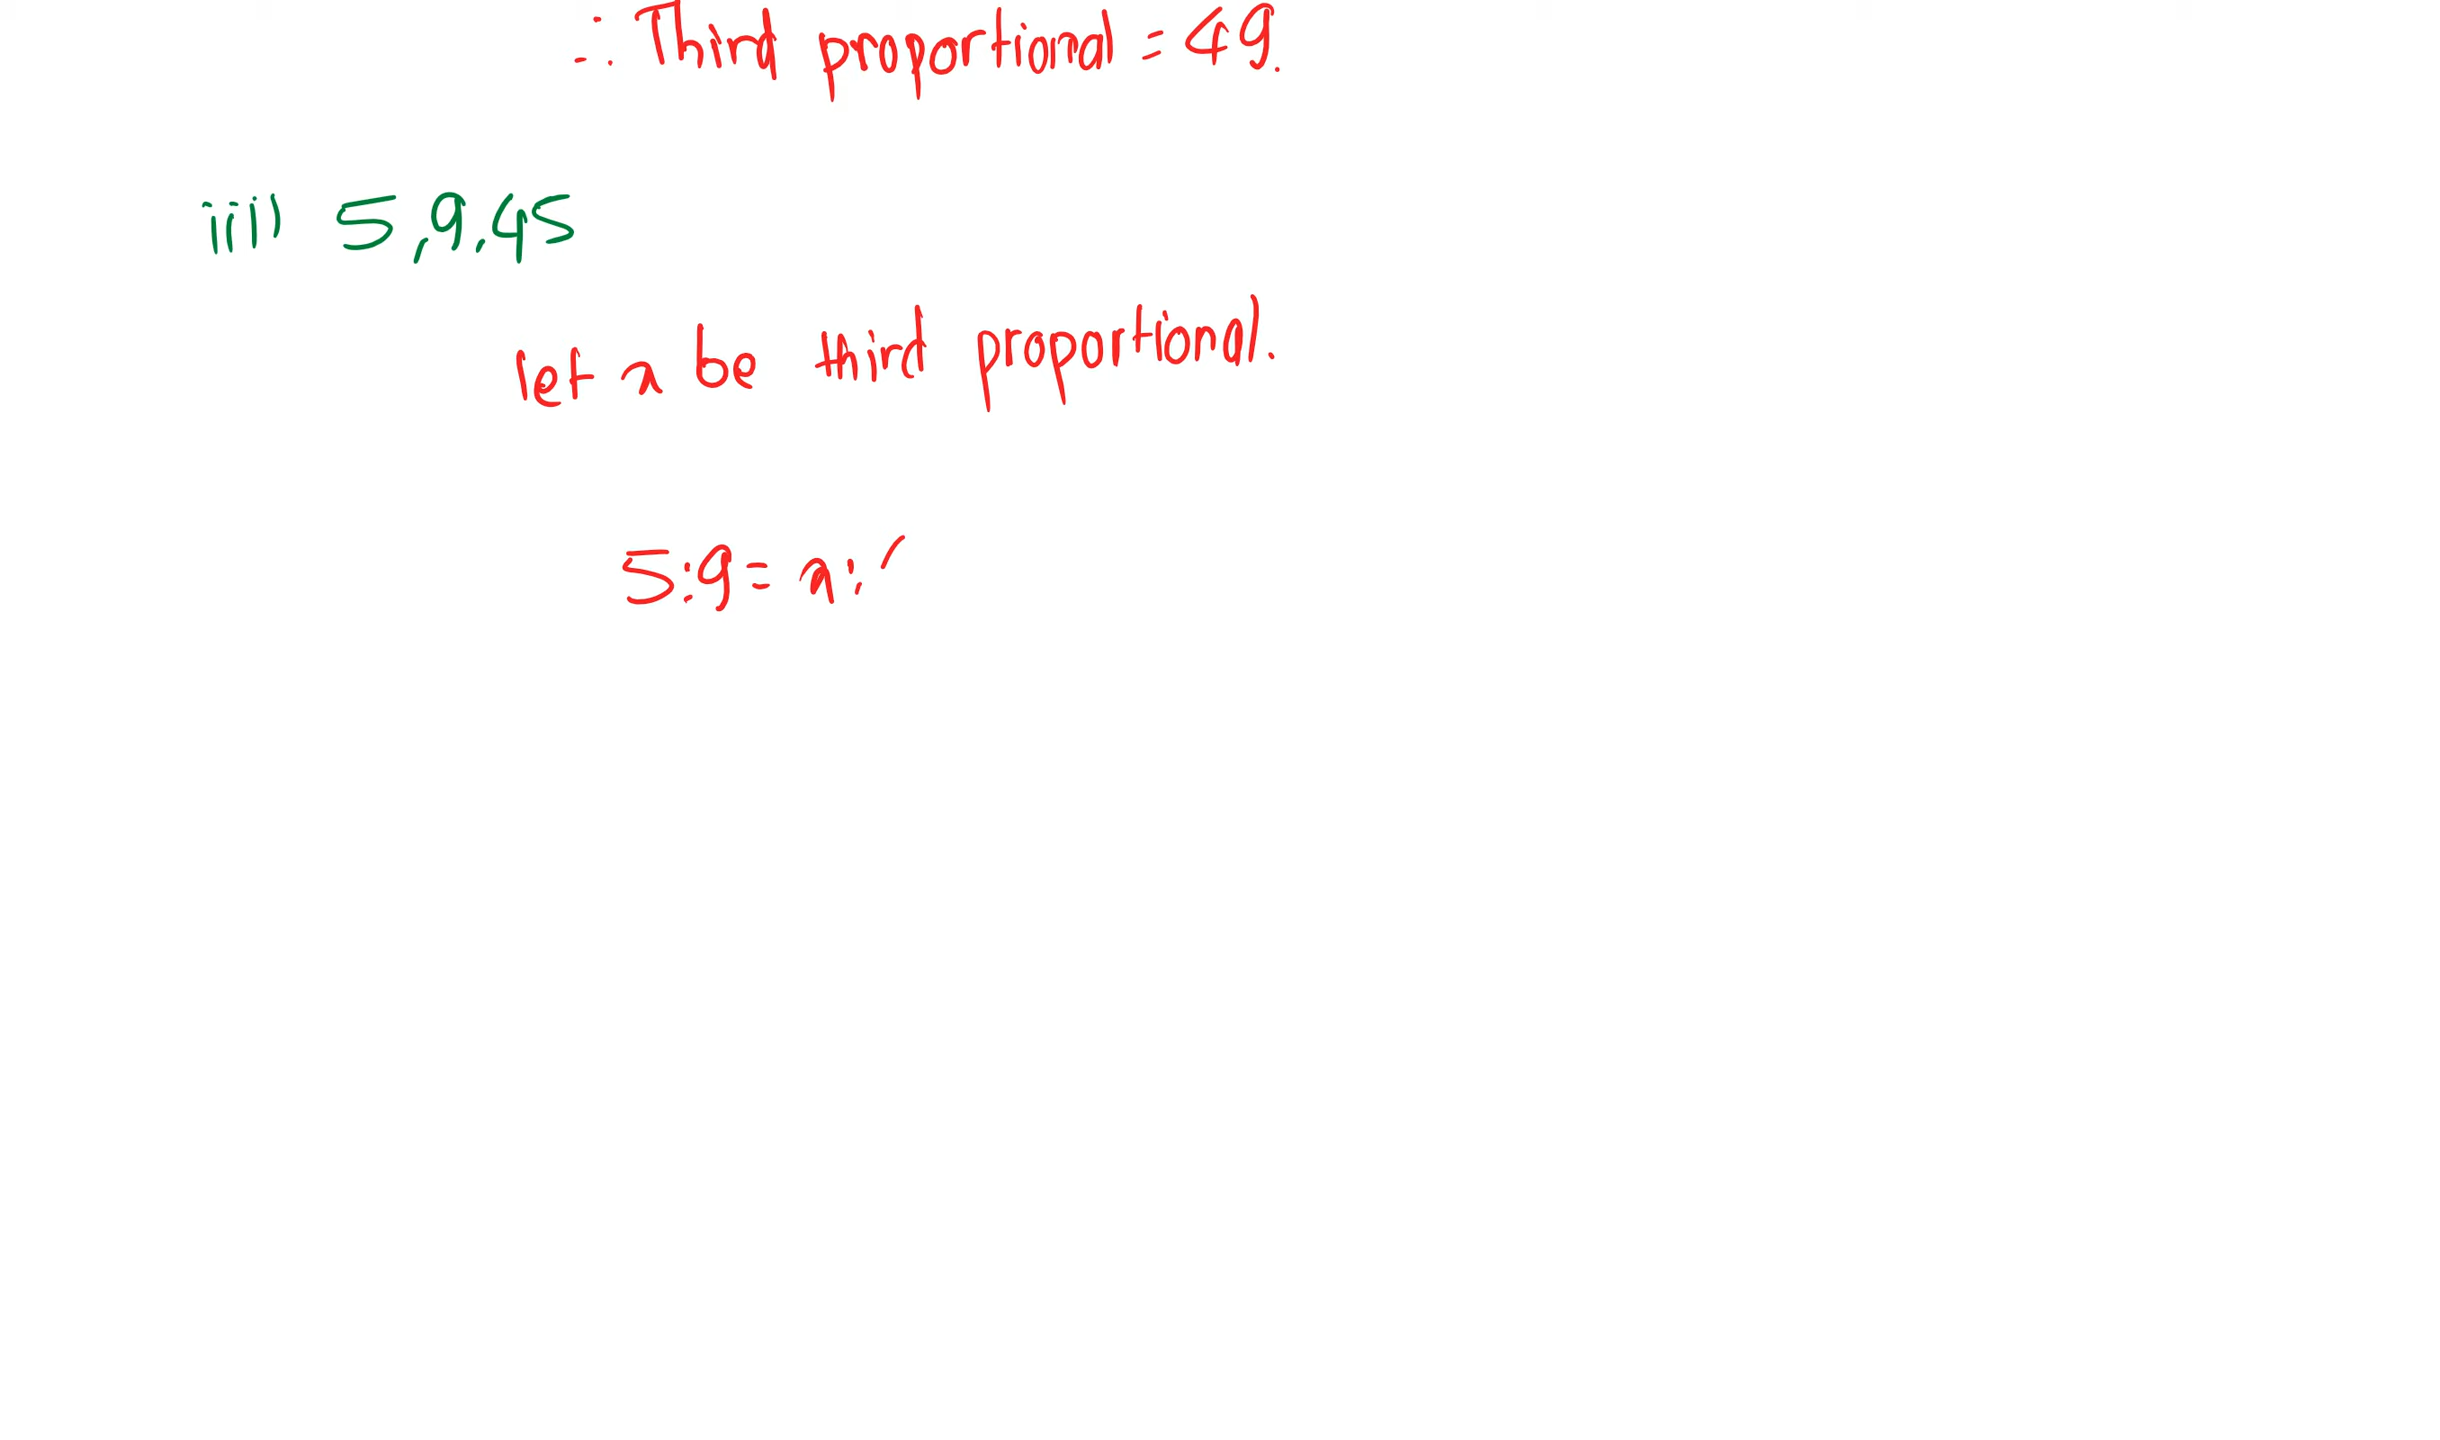 ∴ Third proportional = 49.
iii) 5,9,45
let x be third proportional.
5:9 = x: